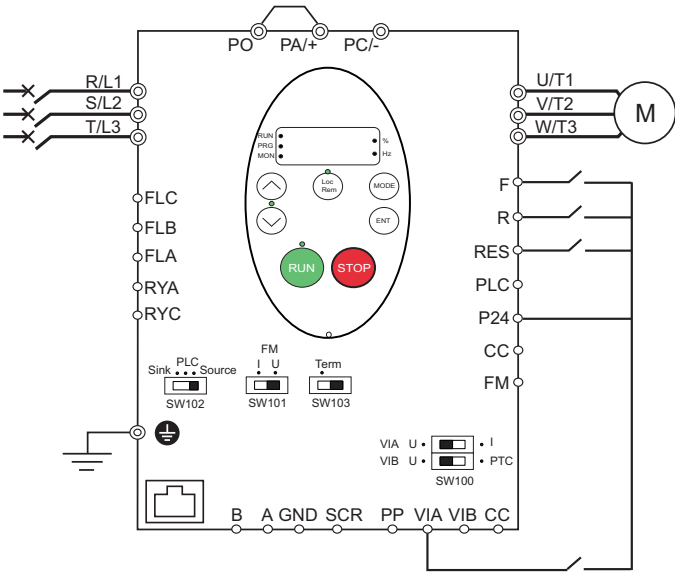 PO PA/+ PC/-
R/L1
S/L2
T/L3
U/T1
V/T2
W/T3
M
RUN
PRG
MON
%
Hz
Loc
Rem
MODE
ENT
RUN
STOP
FLC
FLB
FLA
RYA
RYC
F
R
RES
PLC
P24
CC
FM
Sink PLC Source
SW102
FM
I U
SW101
Term
SW103
VIA U I
VIB U PTC
SW100
B A GND SCR PP VIA VIB CC